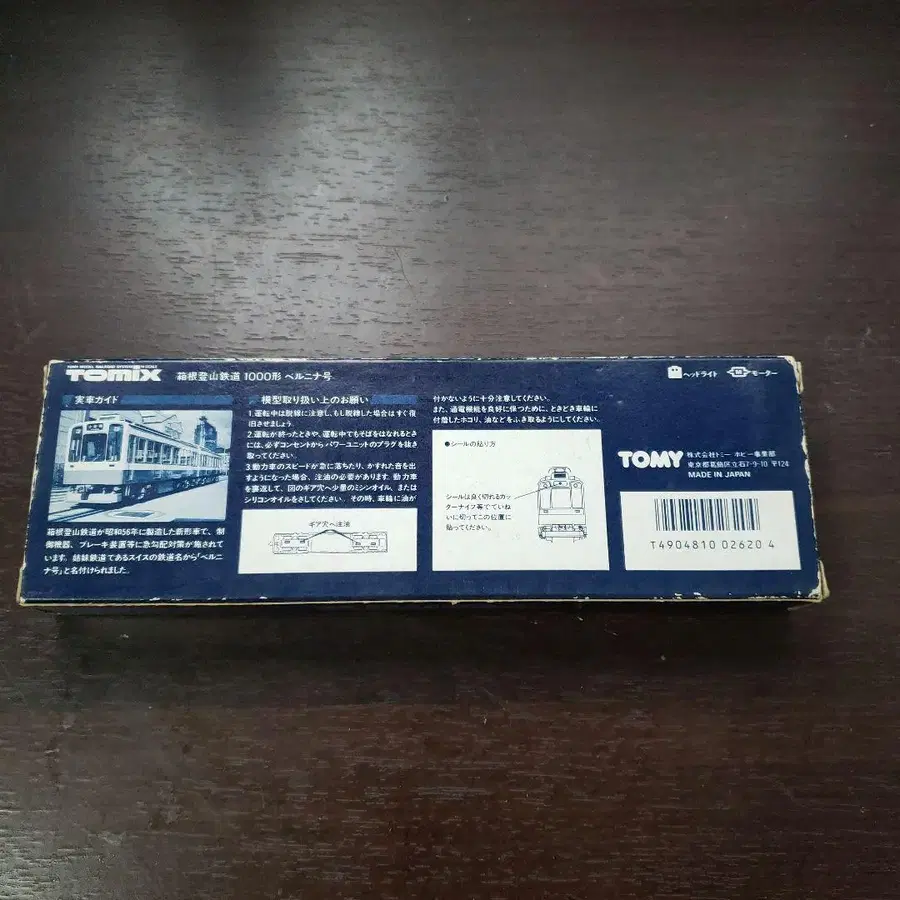 TOMIX 箱根登山鉄道 1000形 ベルニナ号
ヘッドライト
モーター
実車ガイド
箱根登山鉄道が昭和56年に製造した新形車で、制
御機器、ブレーキ装置等に急勾配対策が施されて
います。姉妹鉄道であるスイスの鉄道名から「ベルニ
ナ号」と名付けられました。
模型取り扱い上のお願い
1.運転中は脱線に注意し、もし脱線した場合はすぐ復
旧させましょう。
2.運転が終ったときや、運転中でもそばをはなれるとき
には、必ずコンセントからパワーユニットのプラグを抜き
取ってください。
3.動力車のスピードが急に落ちたり、かすれた音を出
すようになった場合、注油の必要があります。動力車
を裏返して、図のギア穴へ少量のミシンオイル、または
シリコンオイルをさしてください。その時、車輪に油が
ギア穴へ注油
付かないように十分注意してください。
また、通電機能を良好に保つために、ときどき車輪に
付着したホコリ、油などをふき取るようにしてください。
●シールの貼り方
シールは良く切れるカッ
ターナイフ等でていね
いに切ってこの位置に
貼ってください。
TOMY 株式会社トミー ホビー事業部
東京都葛飾区立石7-9-10 〒124
MADE IN JAPAN
T4904810 02620 4